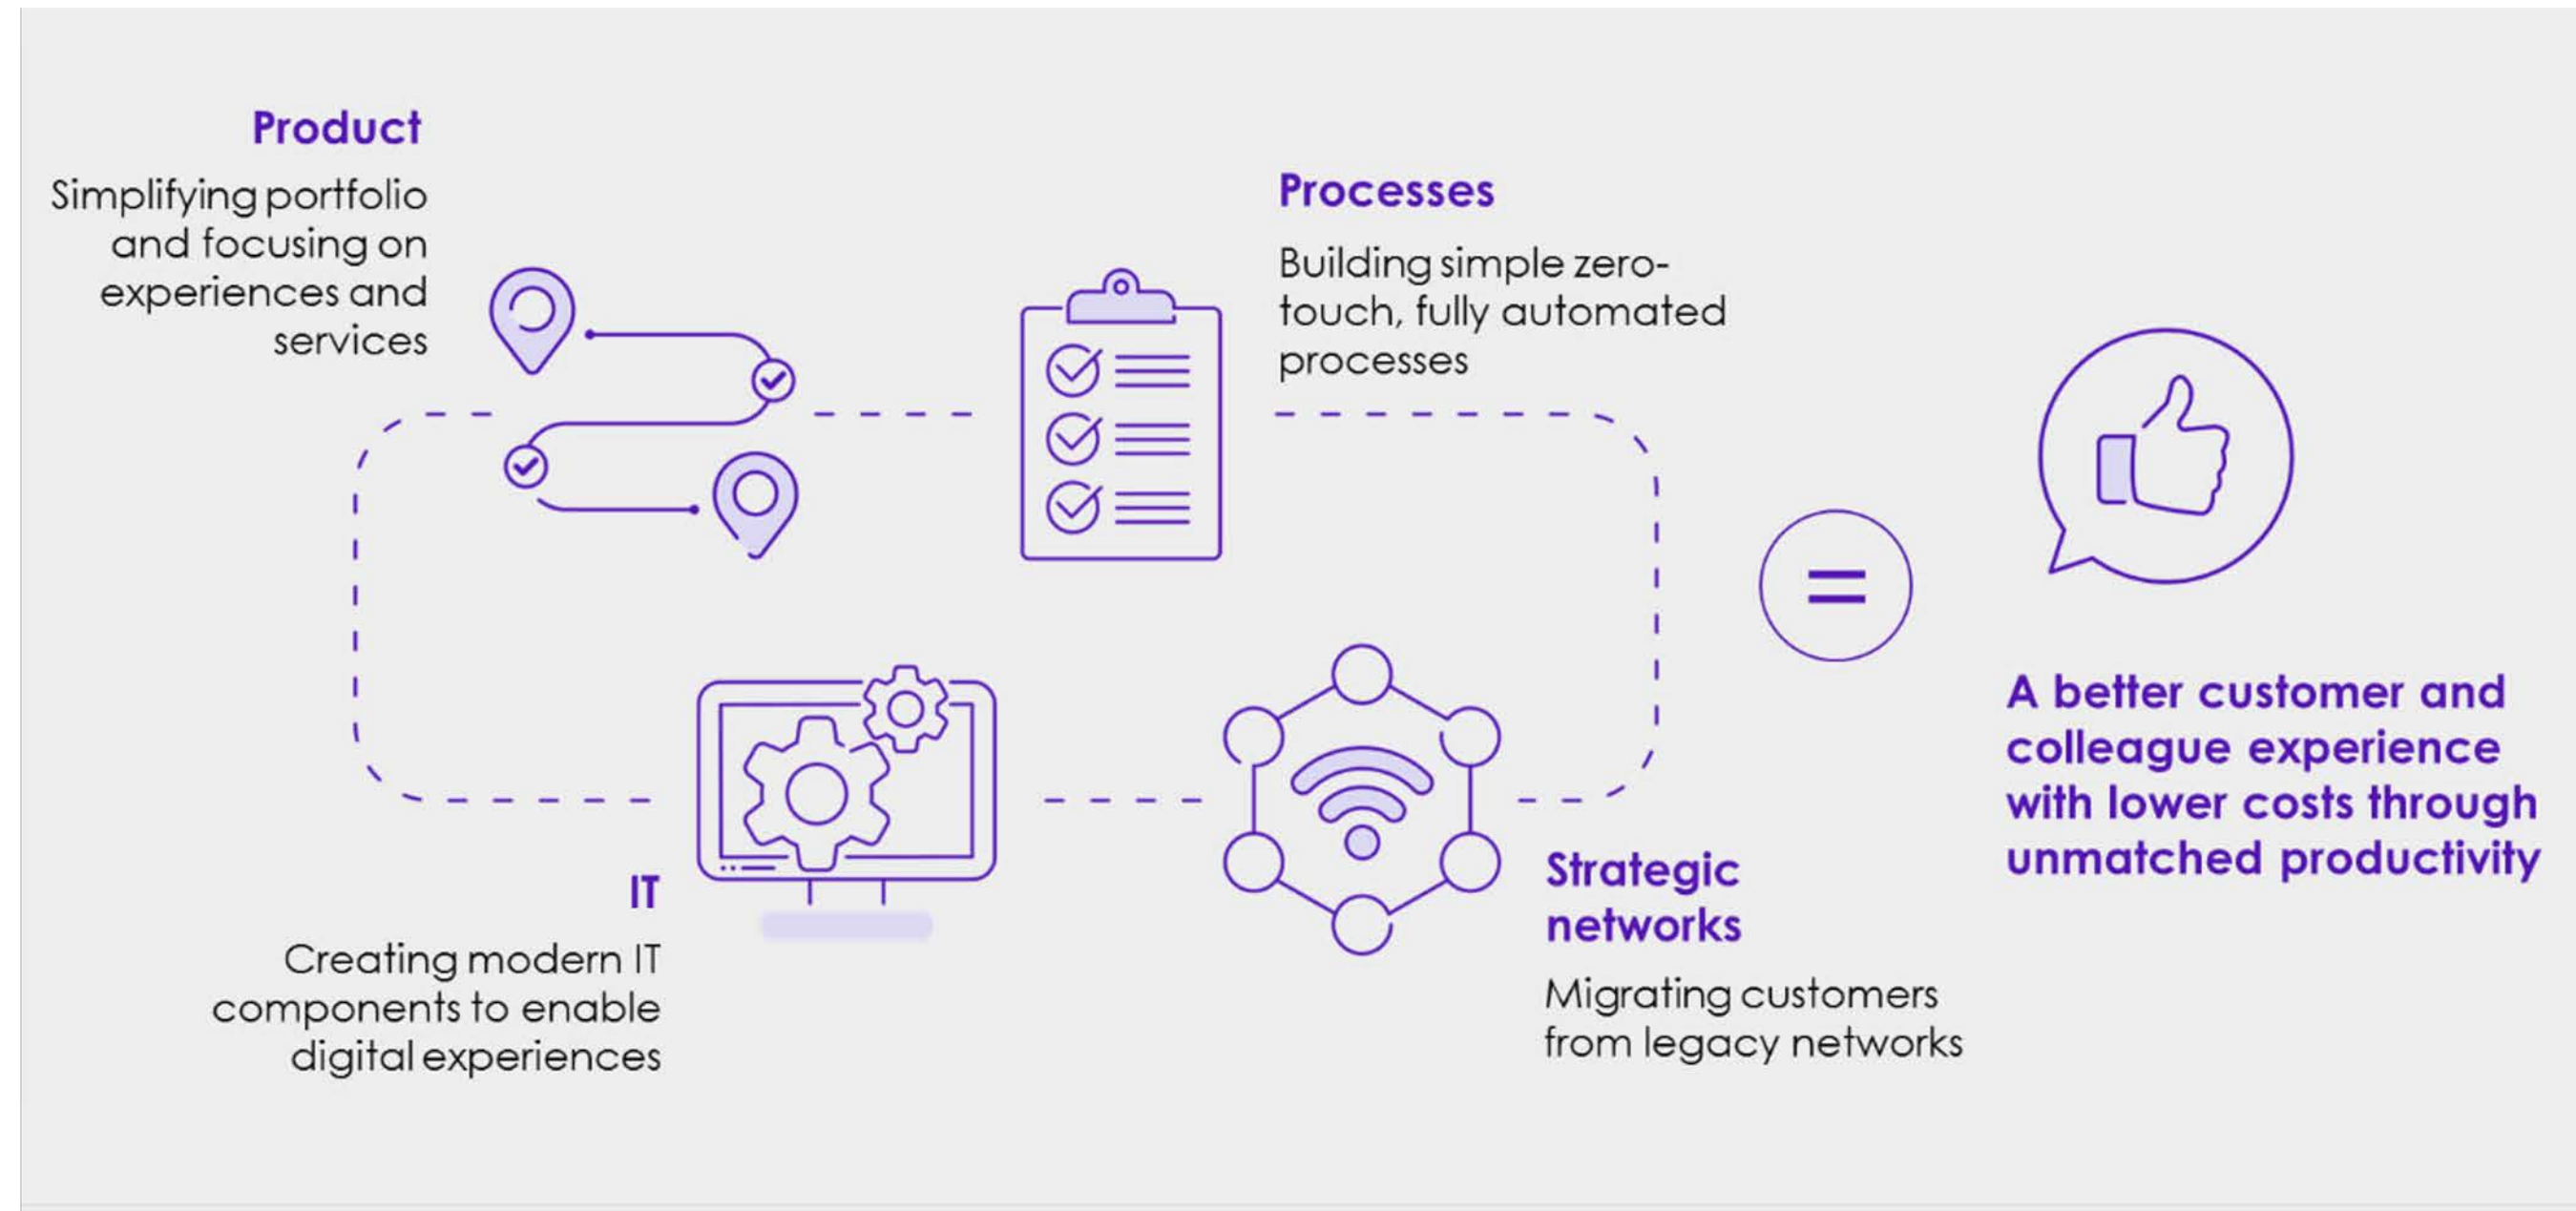 Product
Simplifying portfolio
and focusing on
experiences and
services
Processes
Building simple zero-
touch, fully automated
processes
=
IT
Creating modern IT
components to enable
digital experiences
Strategic
networks
Migrating customers
from legacy networks
A better customer and
colleague experience
with lower costs through
unmatched productivity